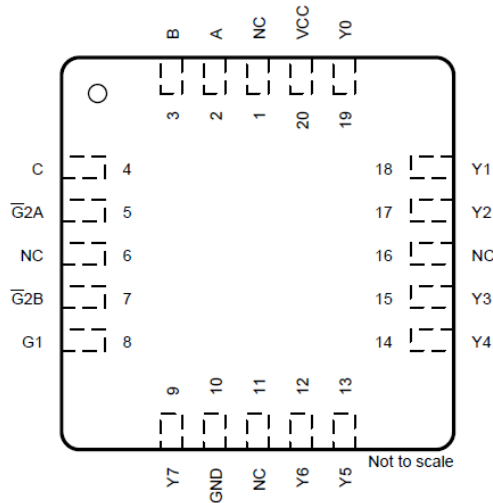 B A NC VCC Y0
3 2 1 20 19
C 4 18 Y1
G̅2A 5 17 Y2
NC 6 16 NC
G̅2B 7 15 Y3
G1 8 14 Y4
9 10 11 12 13
Y7 GND NC Y6 Y5
Not to scale